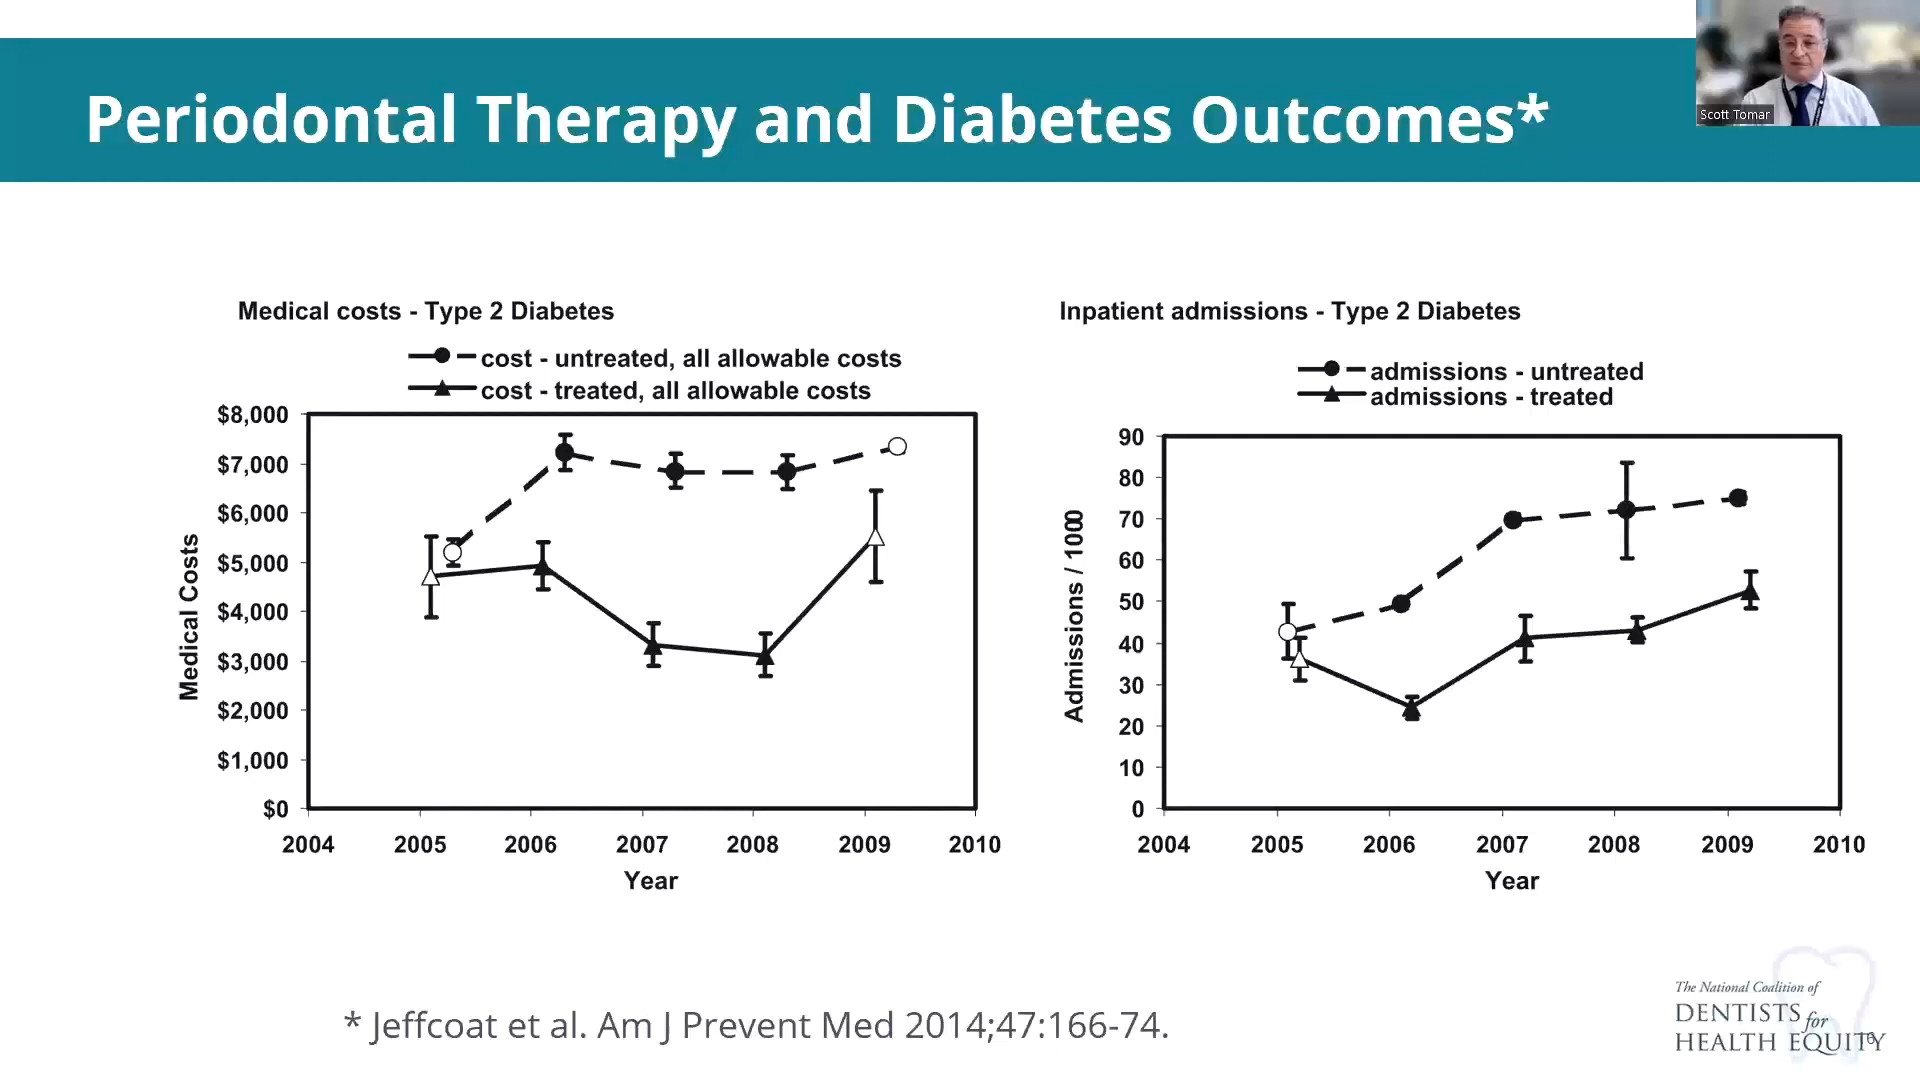 Periodontal Therapy and Diabetes Outcomes*
Scott Tomar
Medical costs - Type 2 Diabetes
cost - untreated, all allowable costs
cost - treated, all allowable costs
$8,000
$7,000
$6,000
$5,000
$4,000
$3,000
$2,000
$1,000
$0
Medical Costs
2004 2005 2006 2007 2008 2009 2010
Year
Inpatient admissions - Type 2 Diabetes
admissions - untreated
admissions - treated
90
80
70
60
50
40
30
20
10
0
Admissions / 1000
2004 2005 2006 2007 2008 2009 2010
Year
* Jeffcoat et al. Am J Prevent Med 2014;47:166-74.
The National Coalition of
DENTISTS for
HEALTH EQUITY